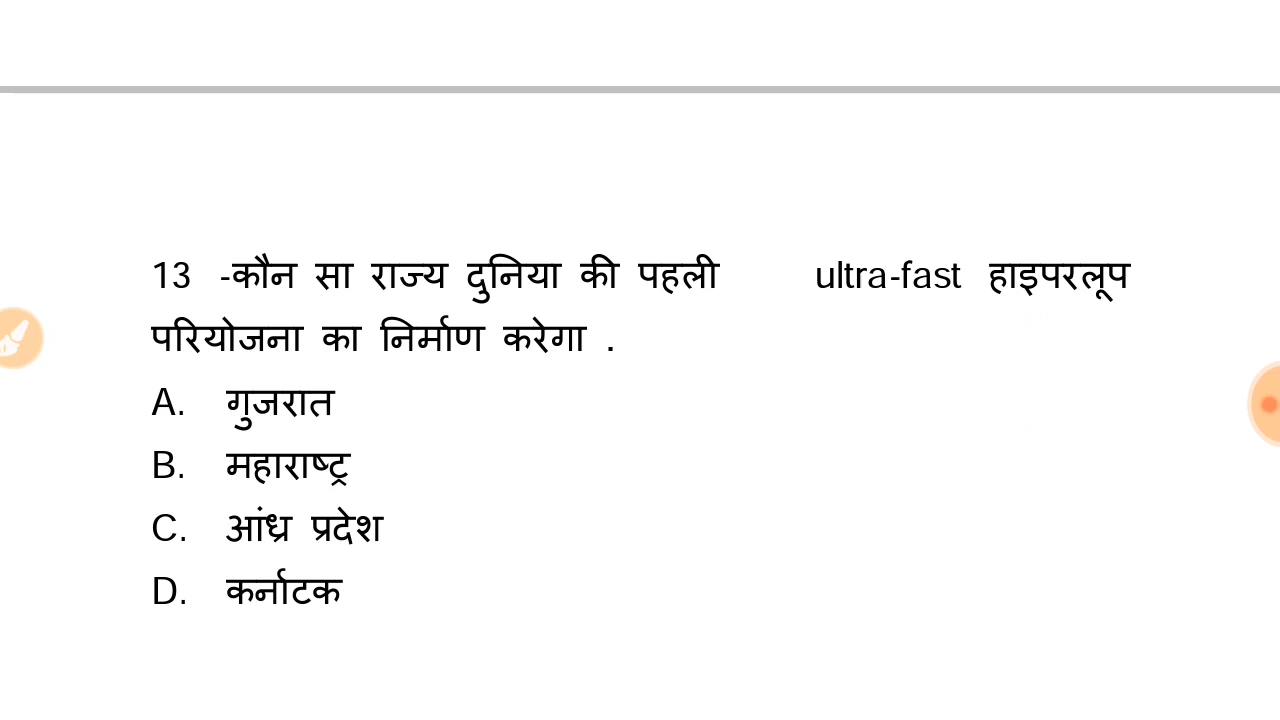 13 -कौन सा राज्य दुनिया की पहली ultra-fast हाइपरलूप
परियोजना का निर्माण करेगा .
A. गुजरात
B. महाराष्ट्र
C. आंध्र प्रदेश
D. कर्नाटक